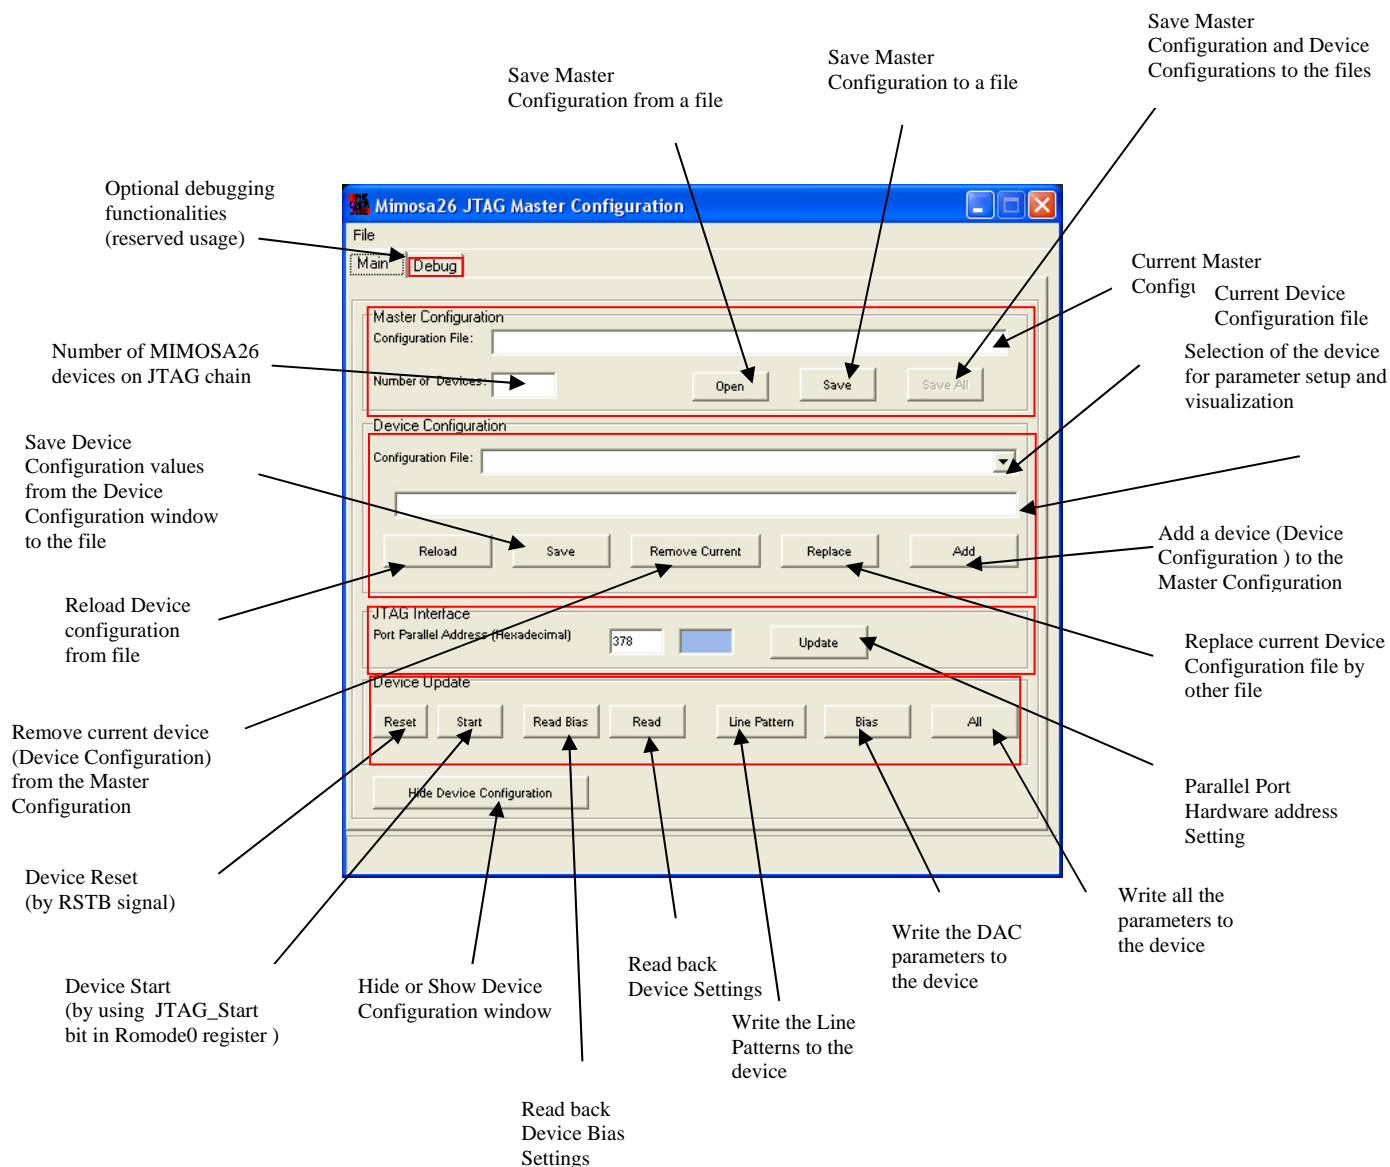 Save Master
Configuration and Device
Configurations to the files
Save Master
Configuration to a file
Save Master
Configuration from a file
Optional debugging
functionalities
(reserved usage)
Mimosa26 JTAG Master Configuration
File
Main
Debug
Current Master
Current Device
Configuration file
Master Configuration
Configuration File:
Number of Devices:
Open
Save
Save All
Number of MIMOSA26
devices on JTAG chain
Selection of the device
for parameter setup and
visualization
Device Configuration
Configuration File:
Reload
Save
Remove Current
Replace
Add
Save Device
Configuration values
from the Device
Configuration window
to the file
Add a device (Device
Configuration ) to the
Master Configuration
Reload Device
configuration
from file
JTAG Interface
Port Parallel Address (Hexadecimal)
378
Update
Replace current Device
Configuration file by
other file
Device Update
Reset
Start
Read Bias
Read
Line Pattern
Bias
All
Remove current device
(Device Configuration)
from the Master
Configuration
Hide Device Configuration
Parallel Port
Hardware address
Setting
Device Reset
(by RSTB signal)
Write all the
parameters to
the device
Write the DAC
parameters to
the device
Read back
Device Settings
Device Start
(by using JTAG_Start
bit in Romode0 register )
Hide or Show Device
Configuration window
Write the Line
Patterns to the
device
Read back
Device Bias
Settings